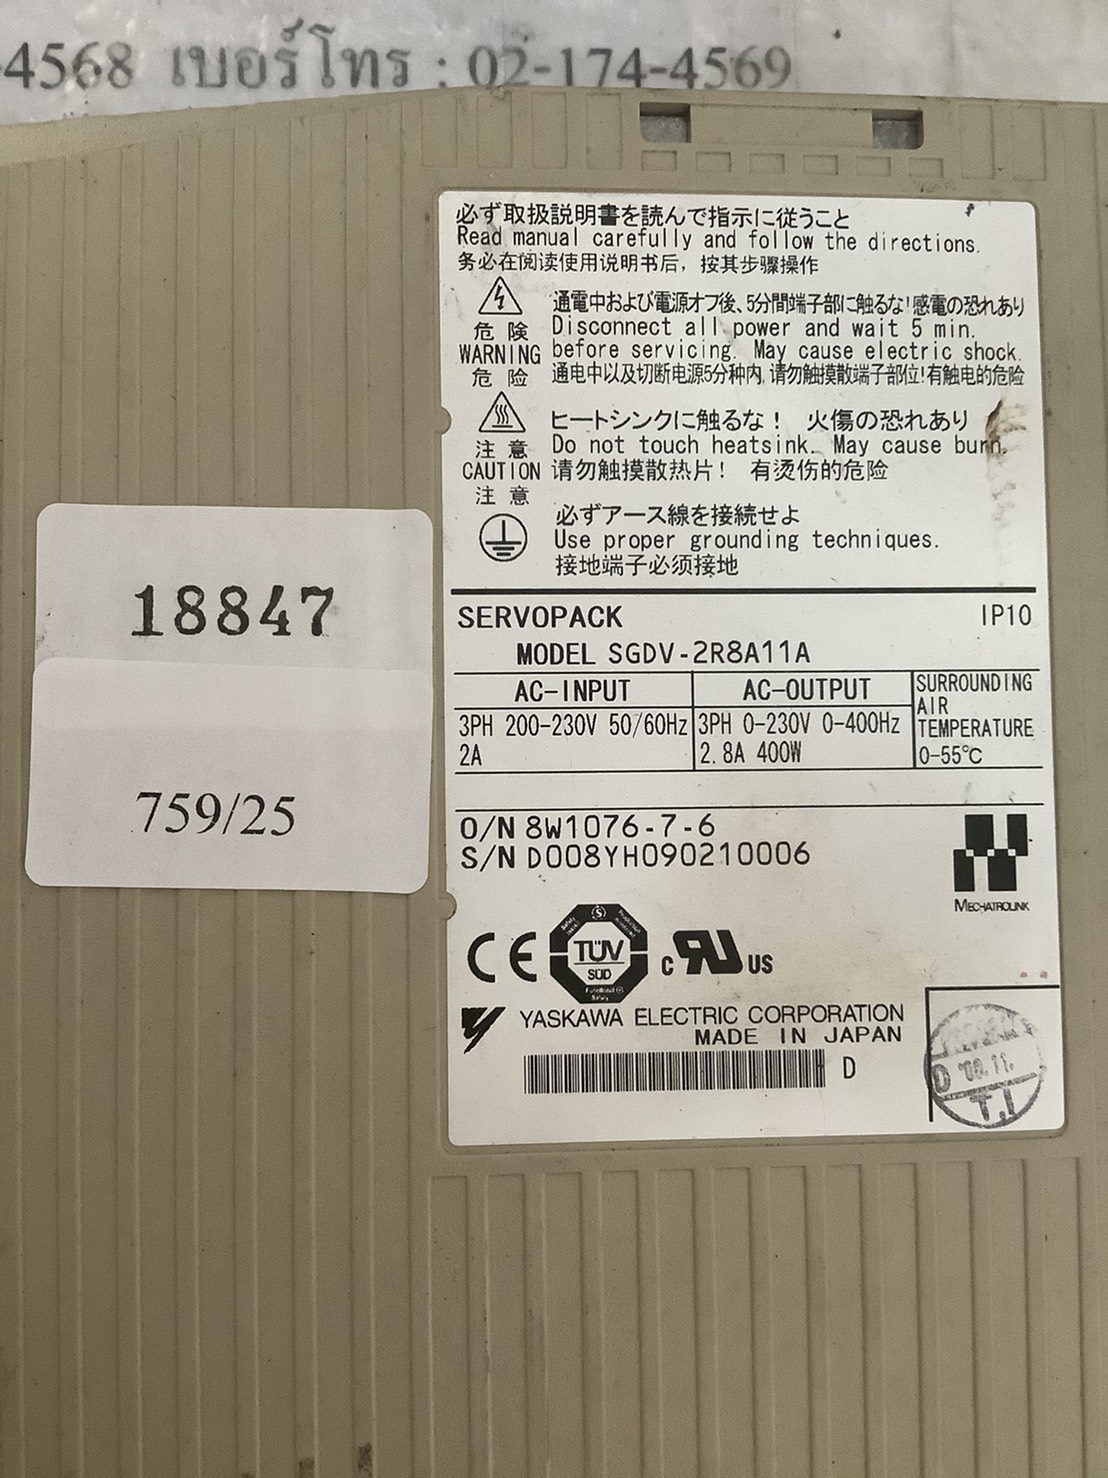 -4568 เบอร์โทร : 02-174-4569
必ず取扱説明書を読んで指示に従うこと
Read manual carefully and follow the directions.
务必在阅读使用说明书后，按其步骤操作
危険
WARNING
危险
通電中および電源オフ後、5分間端子部に触るな!感電の恐れあり
Disconnect all power and wait 5 min.
before servicing. May cause electric shock.
通电中以及切断电源5分种内,请勿触摸散端子部位!有触电的危险
注意
CAUTION
注意
ヒートシンクに触るな! 火傷の恐れあり
Do not touch heatsink. May cause burn.
请勿触摸散热片! 有烫伤的危险
必ずアース線を接続せよ
Use proper grounding techniques.
接地端子必须接地
18847
759/25
SERVOPACK IP10
MODEL SGDV-2R8A11A
AC-INPUT
3PH 200-230V 50/60Hz
2A
AC-OUTPUT
3PH 0-230V 0-400Hz
2.8A 400W
SURROUNDING
AIR
TEMPERATURE
0-55℃
O/N 8W1076-7-6
S/N D008YH090210006
MECHATROLINK
CE
TÜV
SÜD
c RU US
YASKAWA ELECTRIC CORPORATION
MADE IN JAPAN
D
T.I